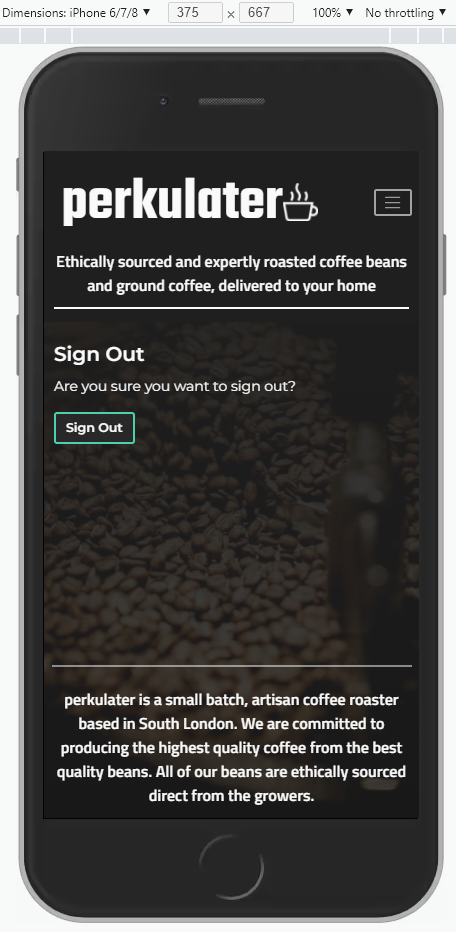 Dimensions: iPhone 6/7/8 ▼ 375 × 667 100% ▼ No throttling ▼
perkulater
Ethically sourced and expertly roasted coffee beans
and ground coffee, delivered to your home
Sign Out
Are you sure you want to sign out?
Sign Out
perkulater is a small batch, artisan coffee roaster
based in South London. We are committed to
producing the highest quality coffee from the best
quality beans. All of our beans are ethically sourced
direct from the growers.